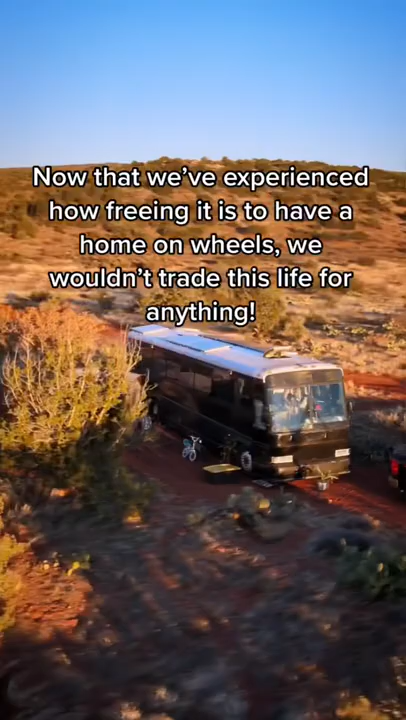 Now that we've experienced
how freeing it is to have a
home on wheels, we
wouldn't trade this life for
anything!